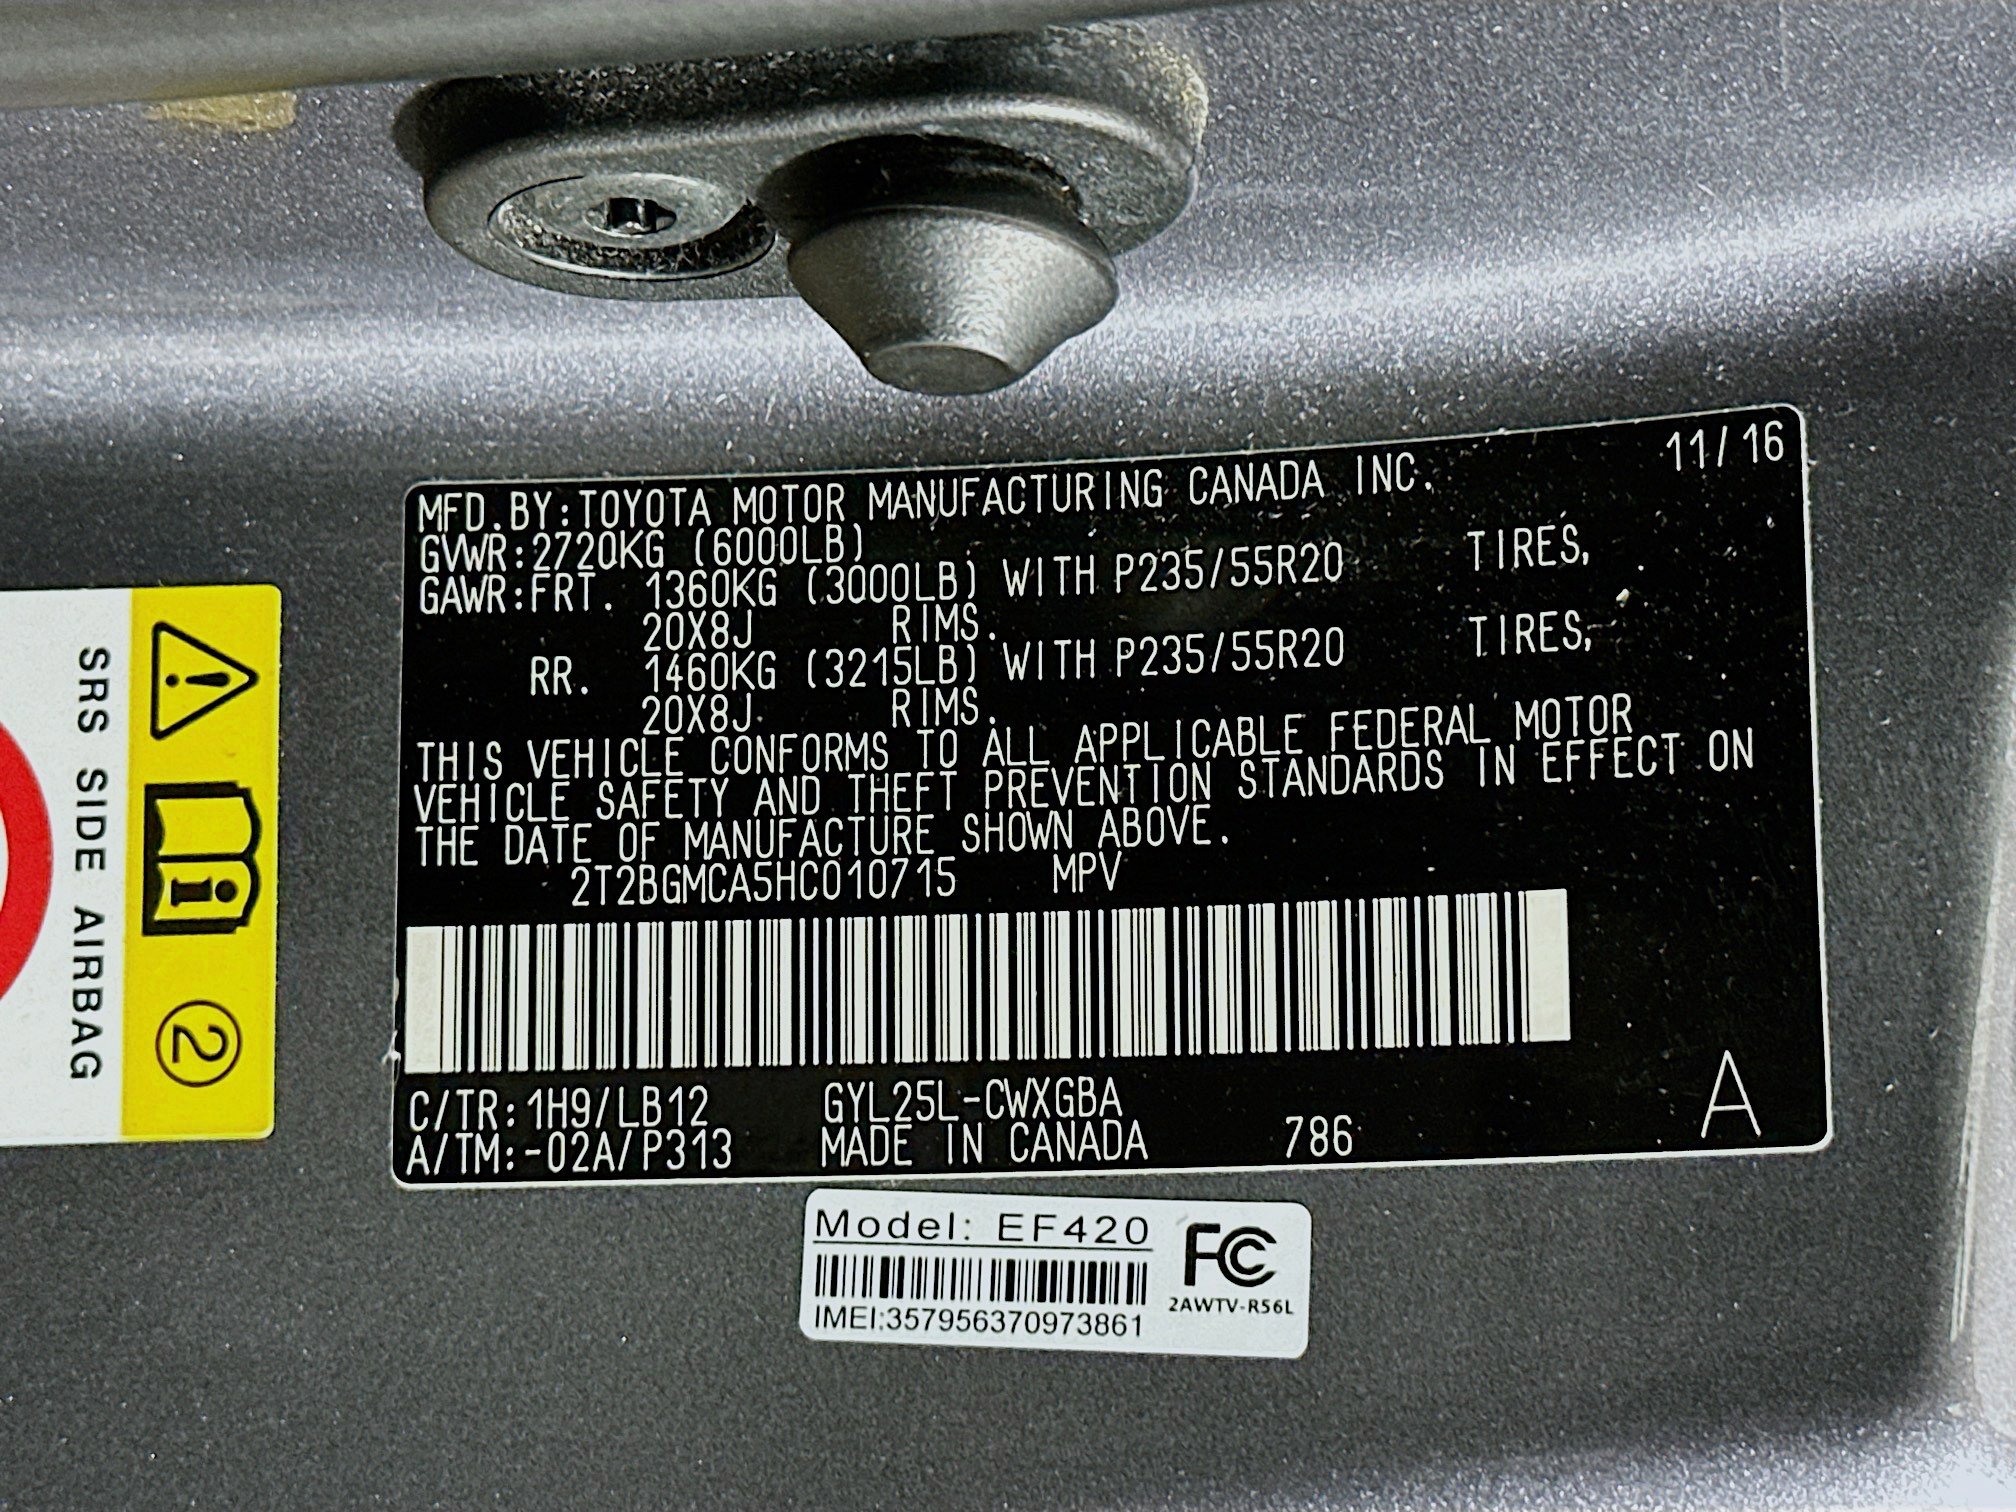 MFD.BY:TOYOTA MOTOR MANUFACTURING CANADA INC. 11/16
GVWR:2720KG (6000LB)
GAWR:FRT. 1360KG (3000LB) WITH P235/55R20 TIRES,
20X8J RIMS.
RR. 1460KG (3215LB) WITH P235/55R20 TIRES,
20X8J RIMS.
THIS VEHICLE CONFORMS TO ALL APPLICABLE FEDERAL MOTOR
VEHICLE SAFETY AND THEFT PREVENTION STANDARDS IN EFFECT ON
THE DATE OF MANUFACTURE SHOWN ABOVE.
2T2BGMCA5HC010715 MPV
C/TR:1H9/LB12 GYL25L-CWXGBA
A/TM:-02A/P313 MADE IN CANADA 786 A
SRS SIDE AIRBAG
2
Model: EF420
FC
IMEI:357956370973861
2AWTV-R56L